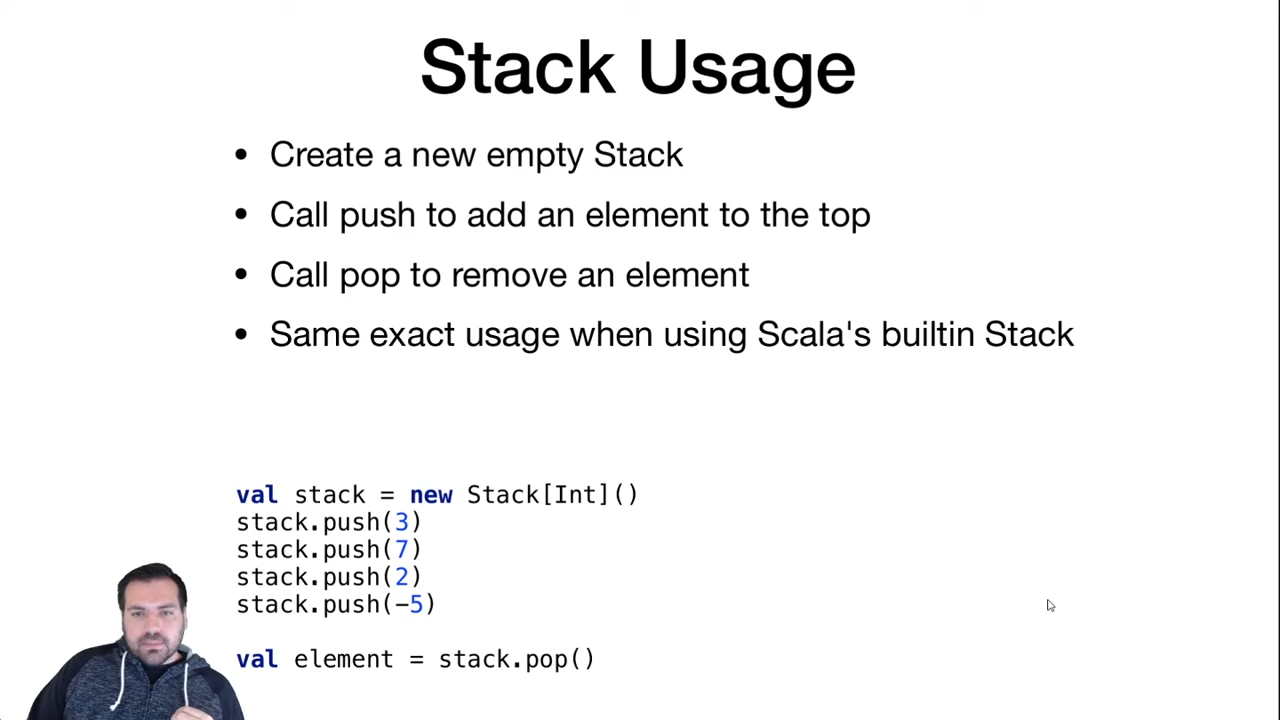 Stack Usage
• Create a new empty Stack
• Call push to add an element to the top
• Call pop to remove an element
• Same exact usage when using Scala's builtin Stack
val stack = new Stack[Int]()
stack.push(3)
stack.push(7)
stack.push(2)
stack.push(-5)
val element = stack.pop()